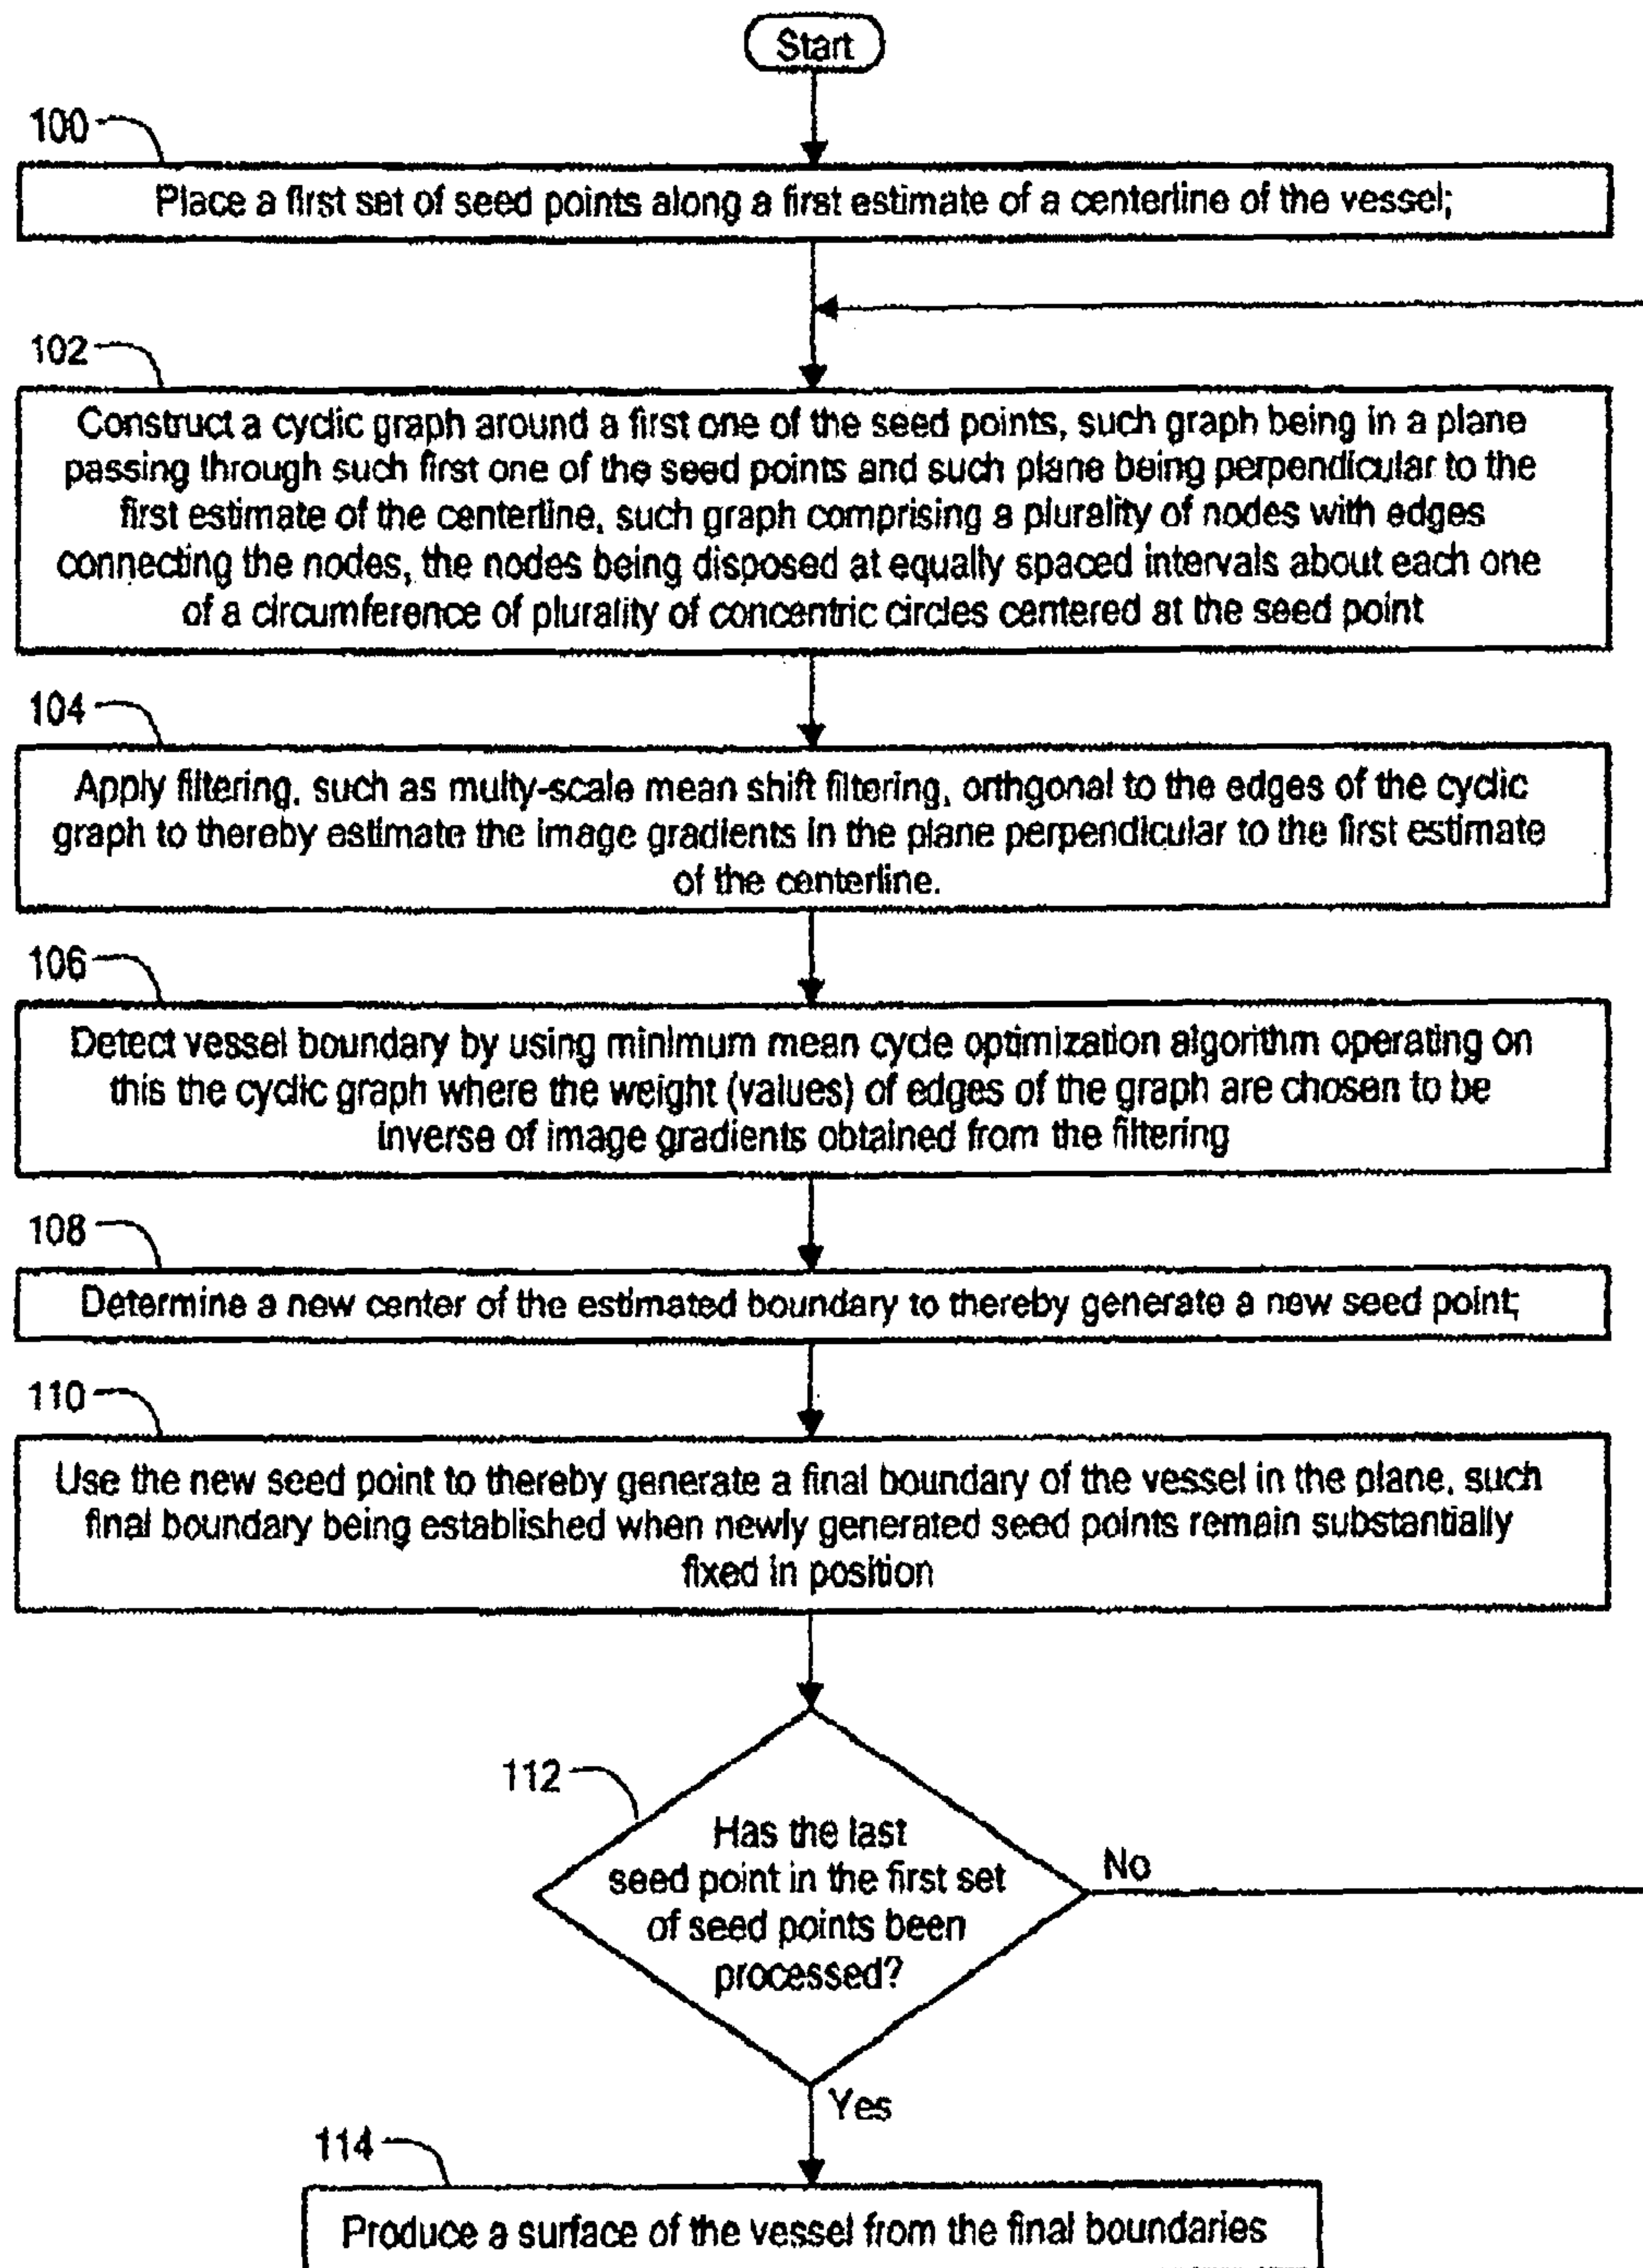 Start
100
Place a first set of seed points along a first estimate of a centerline of the vessel;
102
Construct a cyclic graph around a first one of the seed points, such graph being in a plane
passing through such first one of the seed points and such plane being perpendicular to the
first estimate of the centerline, such graph comprising a plurality of nodes with edges
connecting the nodes, the nodes being disposed at equally spaced intervals about each one
of a circumference of plurality of concentric circles centered at the seed point
104
Apply filtering, such as multy-scale mean shift filtering, orthgonal to the edges of the cyclic
graph to thereby estimate the image gradients in the plane perpendicular to the first estimate
of the centerline.
106
Detect vessel boundary by using minimum mean cycle optimization algorithm operating on
this the cyclic graph where the weight (values) of edges of the graph are chosen to be
inverse of image gradients obtained from the filtering
108
Determine a new center of the estimated boundary to thereby generate a new seed point;
110
Use the new seed point to thereby generate a final boundary of the vessel in the plane, such
final boundary being established when newly generated seed points remain substantially
fixed in position
112
Has the last
seed point in the first set
of seed points been
processed?
No
Yes
114
Produce a surface of the vessel from the final boundaries